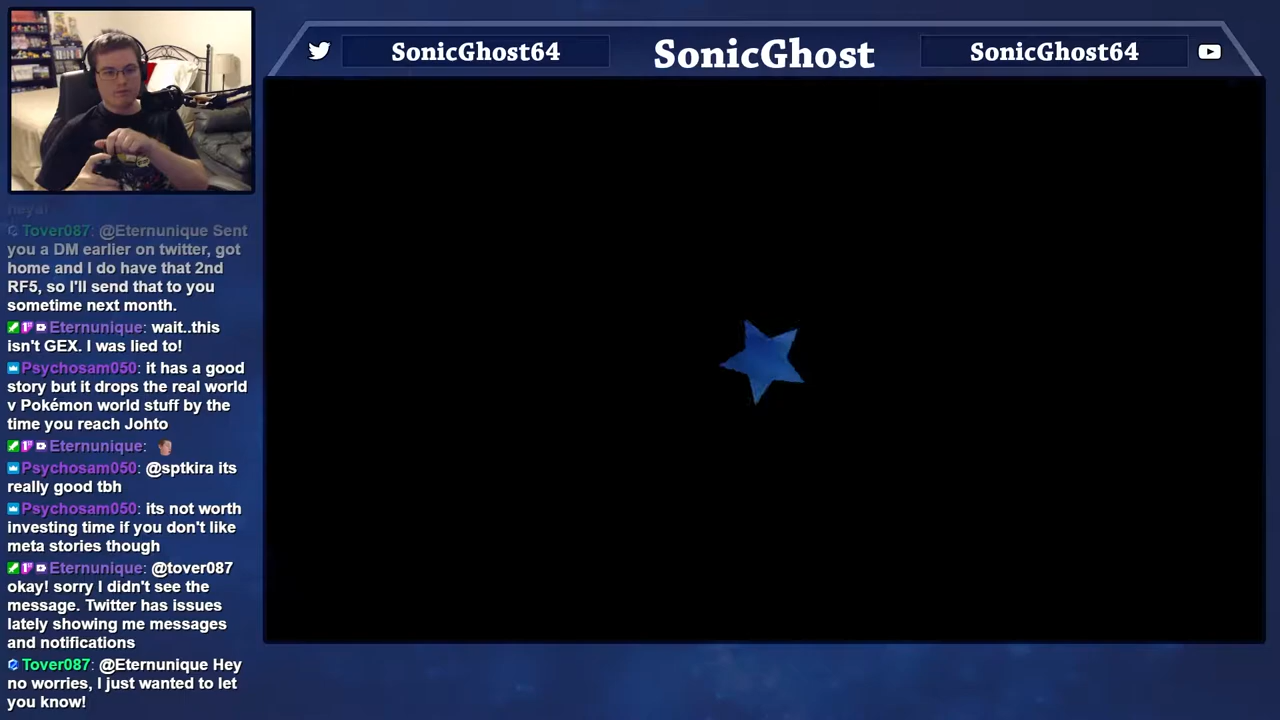 SonicGhost64
SonicGhost
SonicGhost64
heya!
Tover087: @Eternunique Sent
you a DM earlier on twitter, got
home and I do have that 2nd
RF5, so I'll send that to you
sometime next month.
Eternunique: wait..this
isn't GEX. I was lied to!
Psychosam050: it has a good
story but it drops the real world
v Pokémon world stuff by the
time you reach Johto
Eternunique:
Psychosam050: @sptkira its
really good tbh
Psychosam050: its not worth
investing time if you don't like
meta stories though
Eternunique: @tover087
okay! sorry I didn't see the
message. Twitter has issues
lately showing me messages
and notifications
Tover087: @Eternunique Hey
no worries, I just wanted to let
you know!